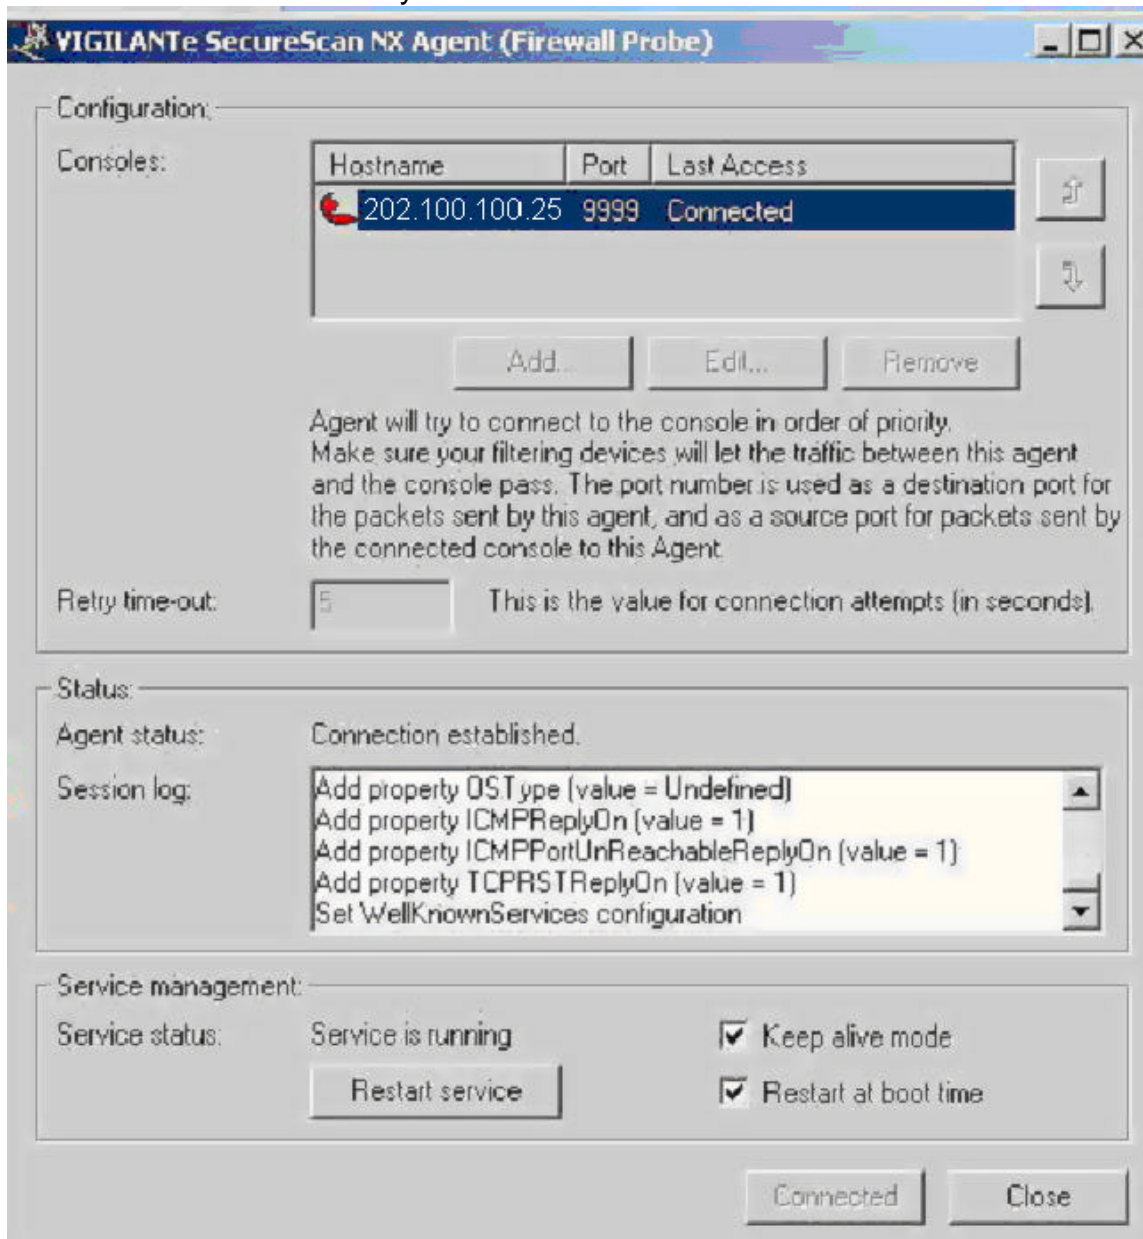 VIGILANTe SecureScan NX Agent (Firewall Probe)
Configuration:
Consoles:
Hostname Port Last Access
202.100.100.25 9999 Connected
Add... Edit... Remove
Agent will try to connect to the console in order of priority.
Make sure your filtering devices will let the traffic between this agent
and the console pass. The port number is used as a destination port for
the packets sent by this agent, and as a source port for packets sent by
the connected console to this Agent.
Retry time-out: 5 This is the value for connection attempts (in seconds).
Status:
Agent status: Connection established.
Session log:
Add property OSType (value = Undefined)
Add property ICMPReplyOn (value = 1)
Add property ICMPPortUnReachableReplyOn (value = 1)
Add property TCPRSTReplyOn (value = 1)
Set WellKnownServices configuration
Service management:
Service status: Service is running Keep alive mode
Restart service Restart at boot time
Connected Close